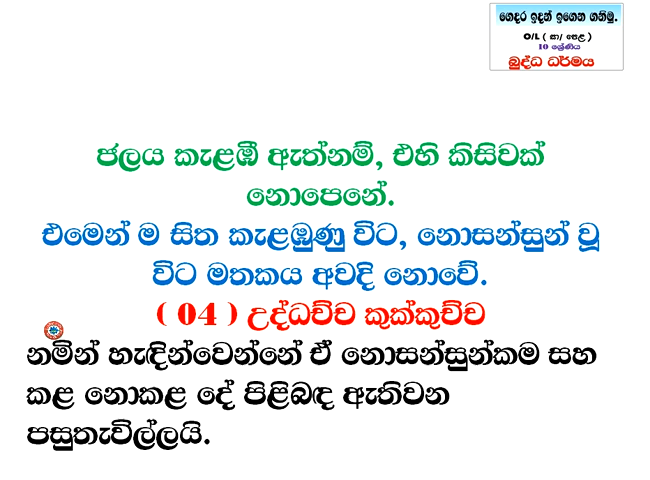 ගෙදර ඉදන් ඉගෙන ගනිමු.
O/L ( සා/ පෙළ )
10 ශ්‍රේණිය
බුද්ධ ධර්මය
ජලය කැළඹී ඇත්නම්, එහි කිසිවක්
නොපෙනේ.
එමෙන් ම සිත කැළඹුණු විට, නොසන්සුන් වූ
විට මතකය අවදි නොවේ.
( 04 ) උද්ධච්ච කුක්කුච්ච
නමින් හැඳින්වෙන්නේ ඒ නොසන්සුන්කම සහ
කළ නොකළ දේ පිළිබඳ ඇතිවන
පසුතැවිල්ලයි.